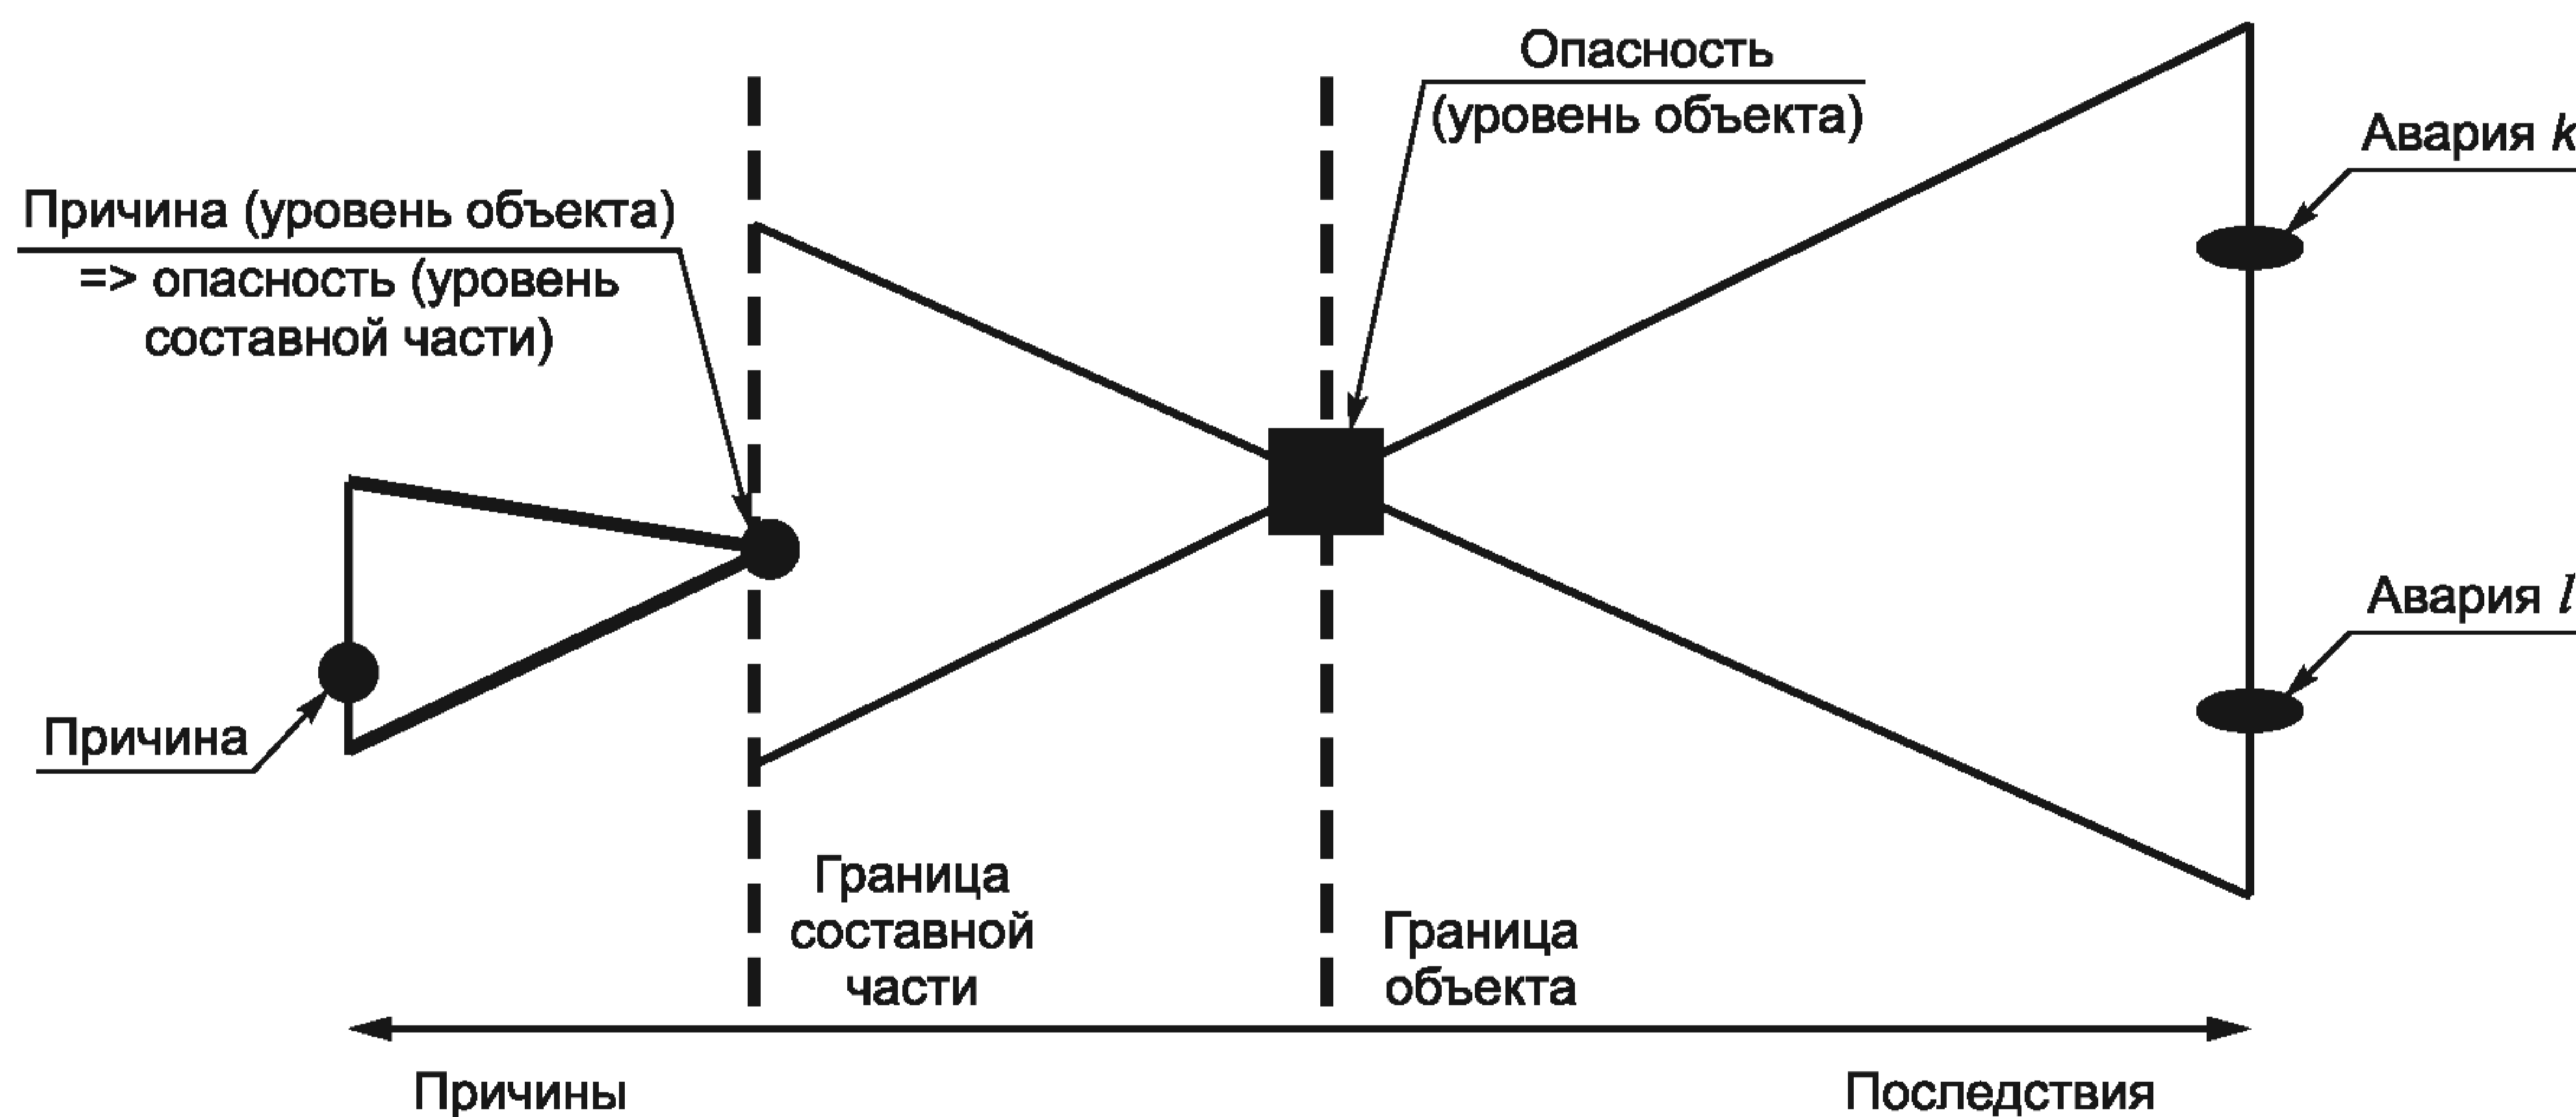 Опасность
(уровень объекта)
Авария k
Причина (уровень объекта)
=> опасность (уровень
составной части)
Авария l
Причина
Граница
составной
части
Граница
объекта
Причины
Последствия